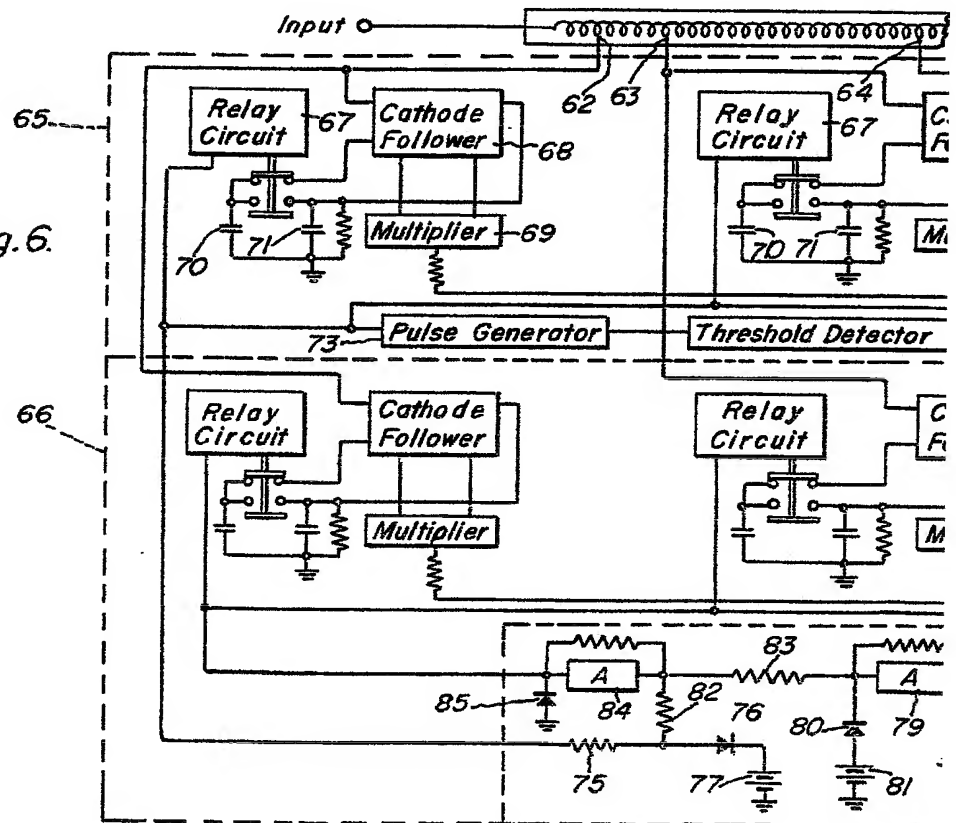 Input
62 63 64
65
Relay Circuit 67
Cathode Follower 68
Relay Circuit 67
70 71
Multiplier 69
70 71
g.6.
73 Pulse Generator
Threshold Detector
66
Relay Circuit
Cathode Follower
Relay Circuit
Multiplier
83
85 A 84 82 76 80 A 79
75 77 81